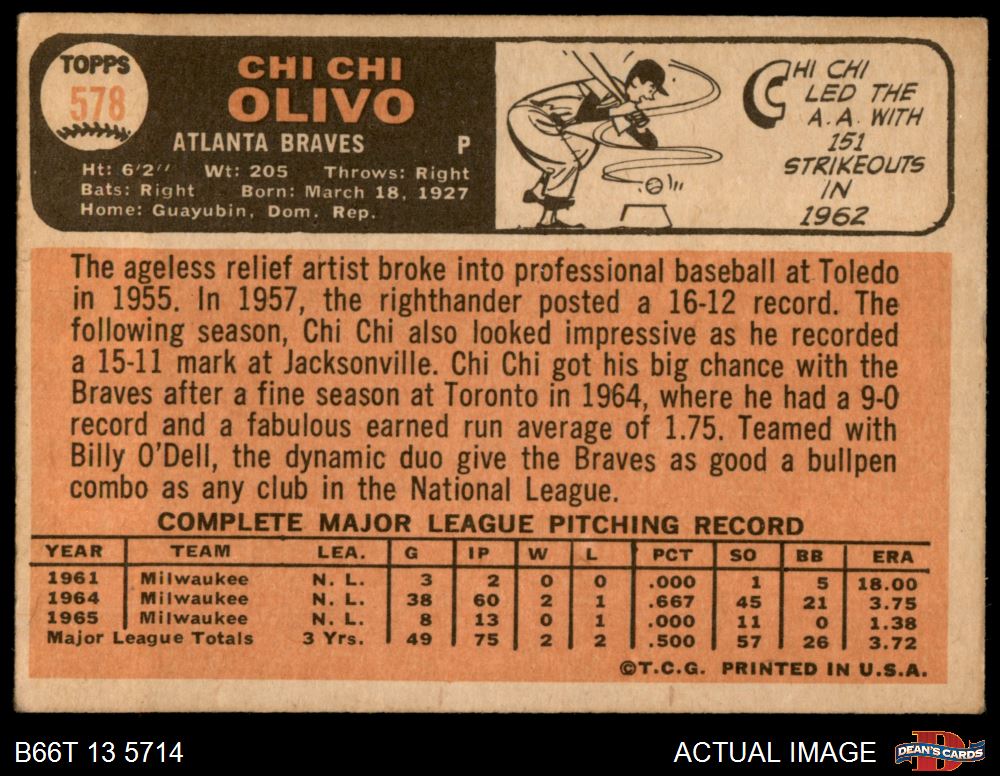 TOPPS
578
CHI CHI
OLIVO
ATLANTA BRAVES P
Ht: 6'2" Wt: 205 Throws: Right
Bats: Right Born: March 18, 1927
Home: Guayubin, Dom. Rep.
CHI CHI
LED THE
A.A. WITH
151
STRIKEOUTS
IN
1962
The ageless relief artist broke into professional baseball at Toledo
in 1955. In 1957, the righthander posted a 16-12 record. The
following season, Chi Chi also looked impressive as he recorded
a 15-11 mark at Jacksonville. Chi Chi got his big chance with the
Braves after a fine season at Toronto in 1964, where he had a 9-0
record and a fabulous earned run average of 1.75. Teamed with
Billy O'Dell, the dynamic duo give the Braves as good a bullpen
combo as any club in the National League.
COMPLETE MAJOR LEAGUE PITCHING RECORD
YEAR TEAM LEA. G IP W L PCT SO BB ERA
1961 Milwaukee N. L. 3 2 0 0 .000 1 5 18.00
1964 Milwaukee N. L. 38 60 2 1 .667 45 21 3.75
1965 Milwaukee N. L. 8 13 0 1 .000 11 0 1.38
Major League Totals 3 Yrs. 49 75 2 2 .500 57 26 3.72
©T.C.G. PRINTED IN U.S.A.
B66T 13 5714 ACTUAL IMAGE
D
DEAN'S CARDS